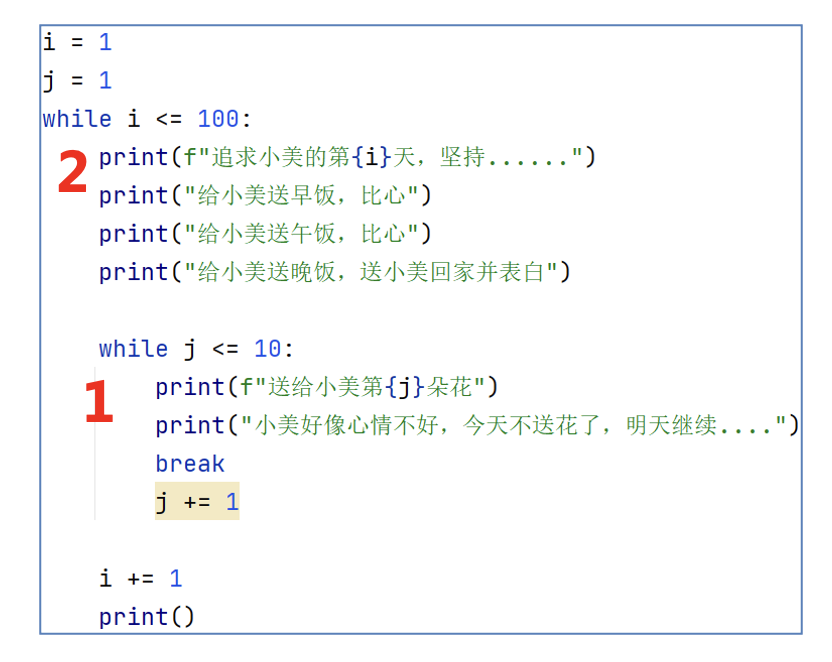 i = 1
j = 1
while i <= 100:
2 print(f"追求小美的第{i}天，坚持......")
print("给小美送早饭，比心")
print("给小美送午饭，比心")
print("给小美送晚饭，送小美回家并表白")
while j <= 10:
1 print(f"送给小美第{j}朵花")
print("小美好像心情不好，今天不送花了，明天继续....")
break
j += 1
i += 1
print()